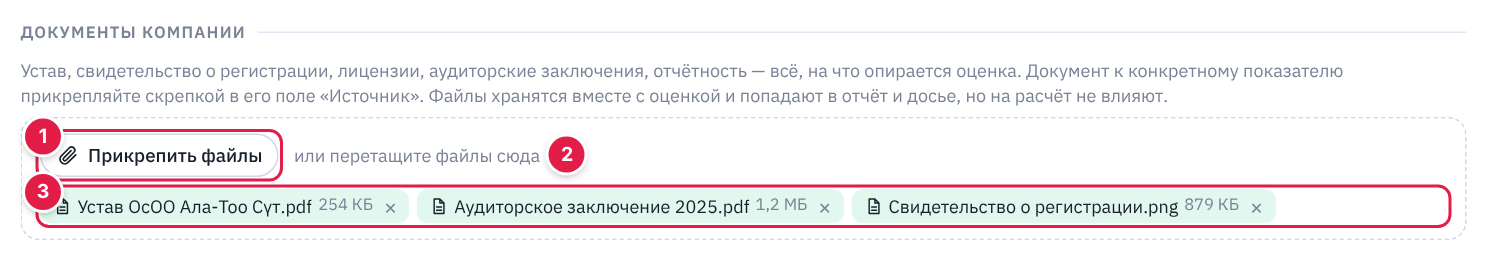 ДОКУМЕНТЫ КОМПАНИИ
Устав, свидетельство о регистрации, лицензии, аудиторские заключения, отчётность — всё, на что опирается оценка. Документ к конкретному показателю
прикрепляйте скрепкой в его поле «Источник». Файлы хранятся вместе с оценкой и попадают в отчёт и досье, но на расчёт не влияют.
1 Прикрепить файлы или перетащите файлы сюда 2
3 Устав ОсОО Ала-Тоо Сүт.pdf 254 КБ × Аудиторское заключение 2025.pdf 1,2 МБ × Свидетельство о регистрации.png 879 КБ ×